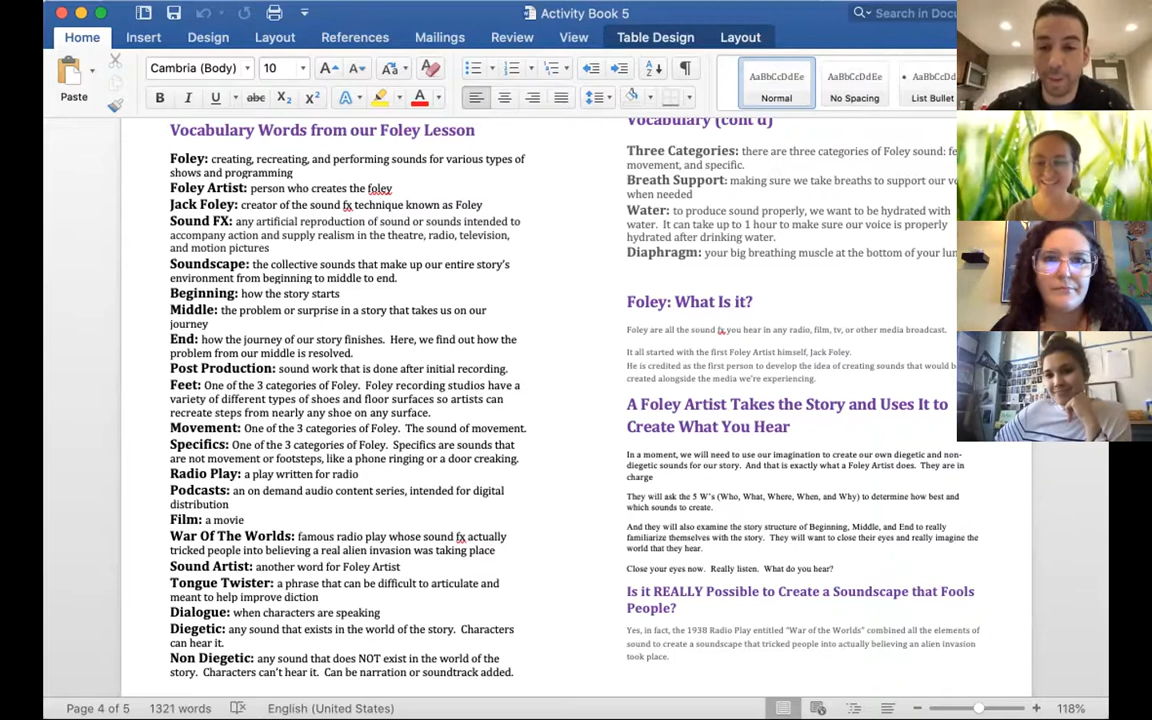 Activity Book 5
Search in Docu
Home Insert Design Layout References Mailings Review View Table Design Layout
Paste
Cambria (Body) 10
Aa
B I U abc X2 X2 A A
AaBbCcDdEe AaBbCcDdEe AaBbCcDdE
Normal No Spacing List Bullet
Vocabulary Words from our Foley Lesson
Foley: creating, recreating, and performing sounds for various types of
shows and programming
Foley Artist: person who creates the foley
Jack Foley: creator of the sound fx technique known as Foley
Sound FX: any artificial reproduction of sound or sounds intended to
accompany action and supply realism in the theatre, radio, television,
and motion pictures
Soundscape: the collective sounds that make up our entire story's
environment from beginning to middle to end.
Beginning: how the story starts
Middle: the problem or surprise in a story that takes us on our
journey
End: how the journey of our story finishes. Here, we find out how the
problem from our middle is resolved.
Post Production: sound work that is done after initial recording.
Feet: One of the 3 categories of Foley. Foley recording studios have a
variety of different types of shoes and floor surfaces so artists can
recreate steps from nearly any shoe on any surface.
Movement: One of the 3 categories of Foley. The sound of movement.
Specifics: One of the 3 categories of Foley. Specifics are sounds that
are not movement or footsteps, like a phone ringing or a door creaking.
Radio Play: a play written for radio
Podcasts: an on demand audio content series, intended for digital
distribution
Film: a movie
War Of The Worlds: famous radio play whose sound fx actually
tricked people into believing a real alien invasion was taking place
Sound Artist: another word for Foley Artist
Tongue Twister: a phrase that can be difficult to articulate and
meant to help improve diction
Dialogue: when characters are speaking
Diegetic: any sound that exists in the world of the story. Characters
can hear it.
Non Diegetic: any sound that does NOT exist in the world of the
story. Characters can't hear it. Can be narration or soundtrack added.
Vocabulary (cont'd)
Three Categories: there are three categories of Foley sound: fe
movement, and specific.
Breath Support: making sure we take breaths to support our vo
when needed
Water: to produce sound properly, we want to be hydrated with
water. It can take up to 1 hour to make sure our voice is properly
hydrated after drinking water.
Diaphragm: your big breathing muscle at the bottom of your lun
Foley: What Is it?
Foley are all the sound fx you hear in any radio, film, tv, or other media broadcast.
It all started with the first Foley Artist himself, Jack Foley.
He is credited as the first person to develop the idea of creating sounds that would b
created alongside the media we're experiencing.
A Foley Artist Takes the Story and Uses It to
Create What You Hear
In a moment, we will need to use our imagination to create our own diegetic and non-
diegetic sounds for our story. And that is exactly what a Foley Artist does. They are in
charge
They will ask the 5 W's (Who, What, Where, When, and Why) to determine how best and
which sounds to create.
And they will also examine the story structure of Beginning, Middle, and End to really
familiarize themselves with the story. They will want to close their eyes and really imagine the
world that they hear.
Close your eyes now. Really listen. What do you hear?
Is it REALLY Possible to Create a Soundscape that Fools
People?
Yes, in fact, the 1938 Radio Play entitled "War of the Worlds" combined all the elements of
sound to create a soundscape that tricked people into actually believing an alien invasion
took place.
Page 4 of 5 1321 words English (United States) 118%